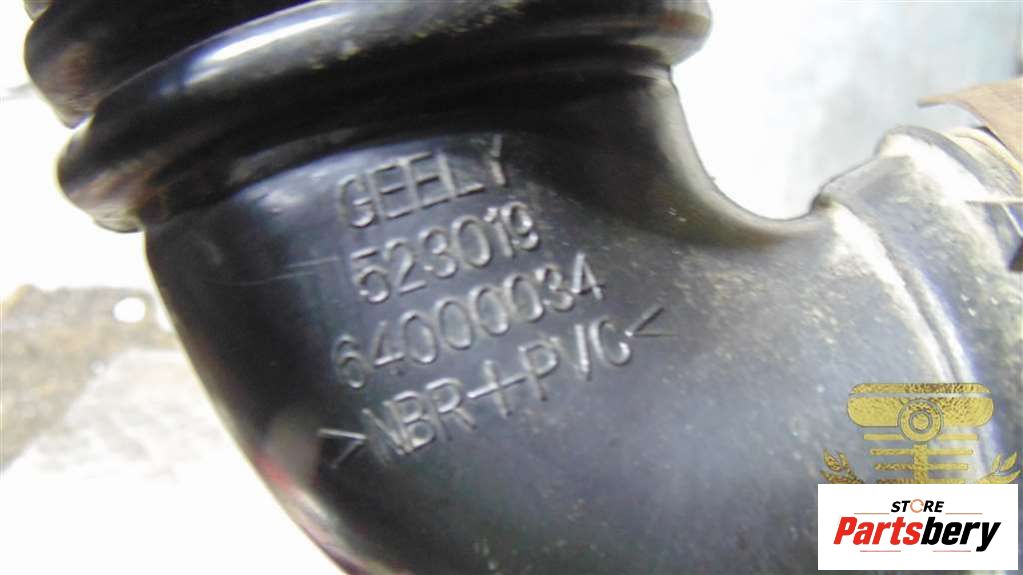 GEELY
523019
64000034
>NBR+PVC<
STORE
Partsbery